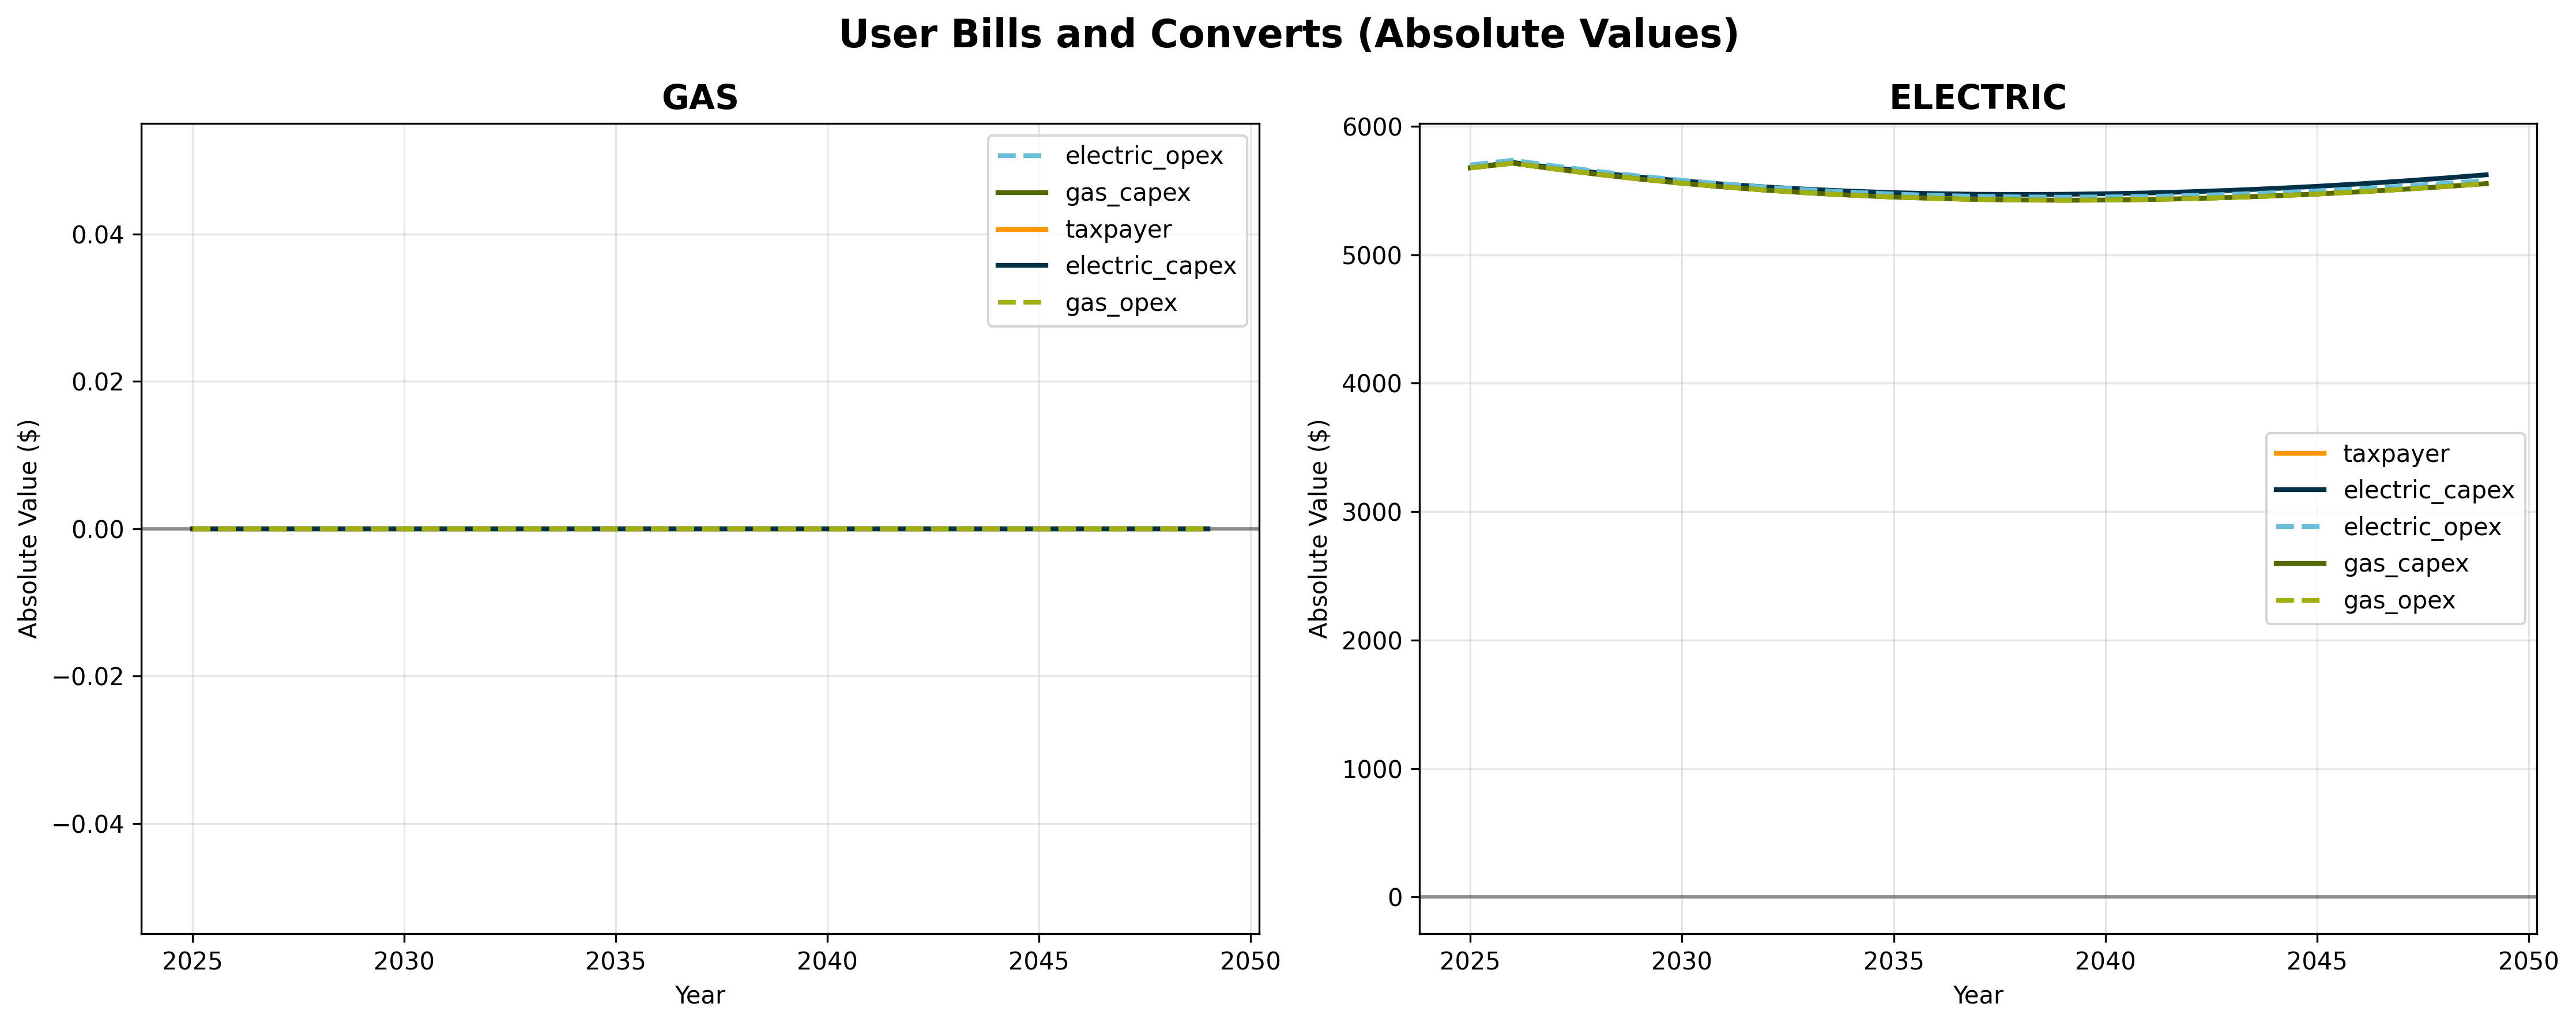 User Bills and Converts (Absolute Values)
GAS
Absolute Value ($)
0.04
0.02
0.00
−0.02
−0.04
electric_opex
gas_capex
taxpayer
electric_capex
gas_opex
2025 2030 2035 2040 2045 2050
Year
ELECTRIC
Absolute Value ($)
6000
5000
4000
3000
2000
1000
0
taxpayer
electric_capex
electric_opex
gas_capex
gas_opex
2025 2030 2035 2040 2045 2050
Year